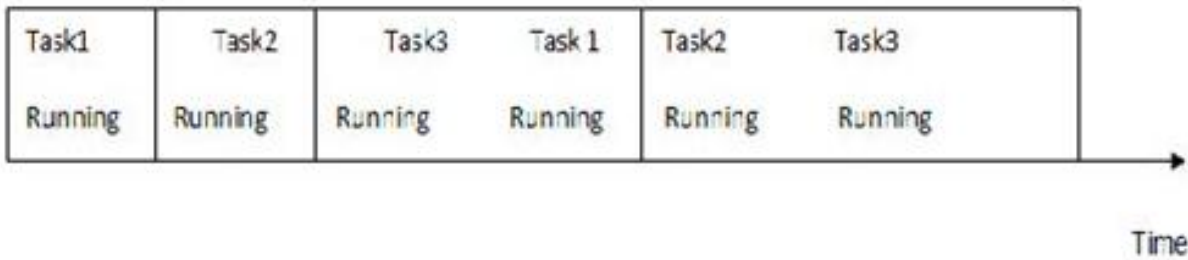 Task1 Task2 Task3 Task 1 Task2 Task3
Running Running Running Running Running Running
Time